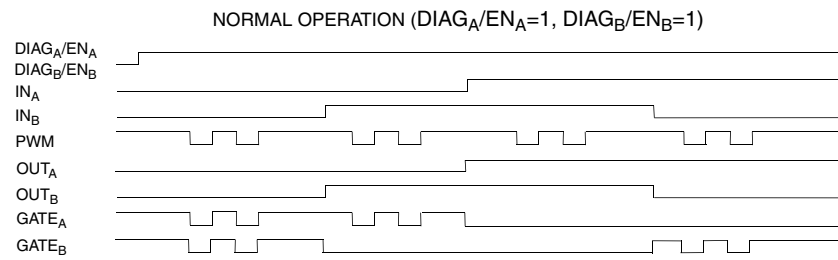 NORMAL OPERATION (DIAGA/ENA=1, DIAGB/ENB=1)
DIAGA/ENA
DIAGB/ENB
INA
INB
PWM
OUTA
OUTB
GATEA
GATEB